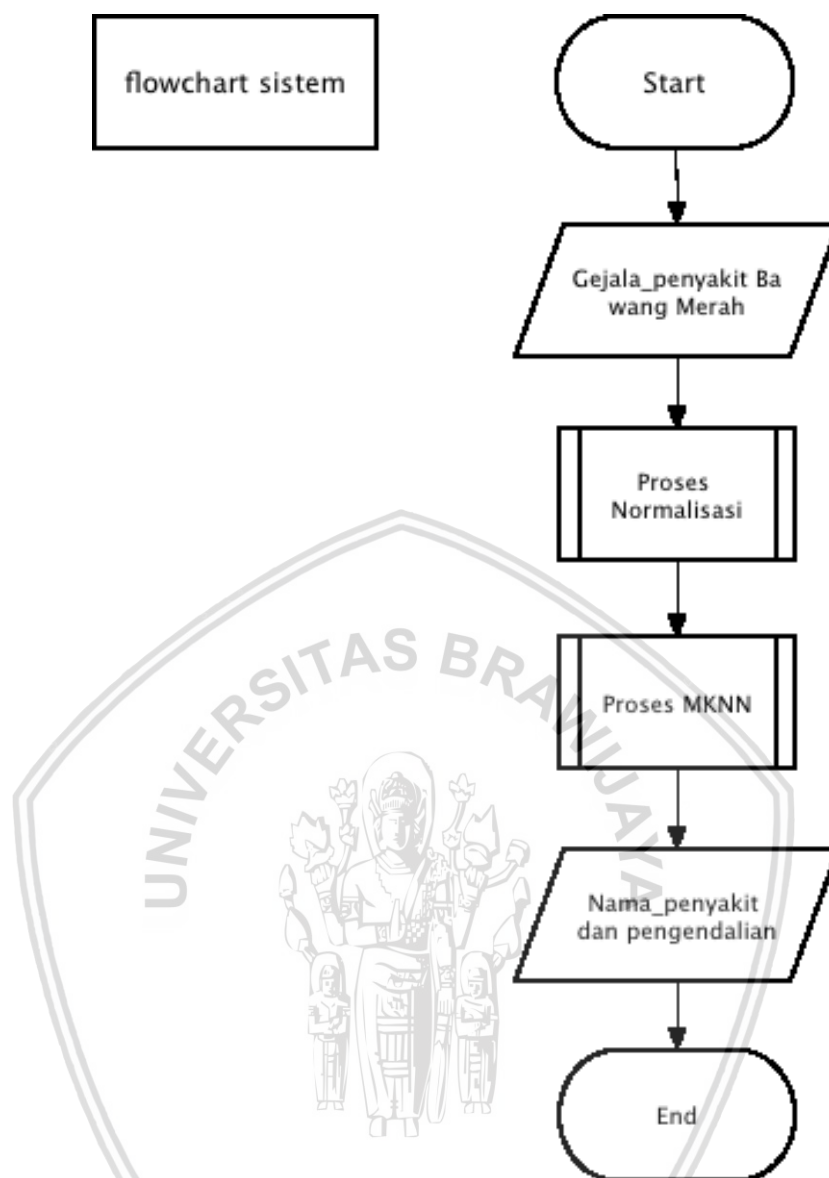 flowchart sistem
Start
Gejala_penyakit Ba
wang Merah
Proses
Normalisasi
Proses MKNN
Nama_penyakit
dan pengendalian
End
UNIVERSITAS BRAWIJAYA